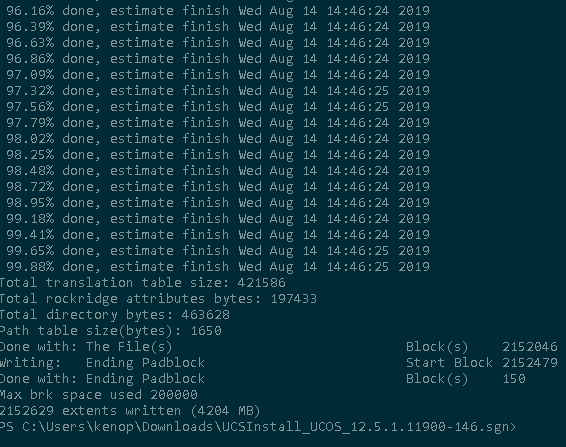 96.16% done, estimate finish Wed Aug 14 14:46:24 2019
96.39% done, estimate finish Wed Aug 14 14:46:24 2019
96.63% done, estimate finish Wed Aug 14 14:46:24 2019
96.86% done, estimate finish Wed Aug 14 14:46:24 2019
97.09% done, estimate finish Wed Aug 14 14:46:24 2019
97.32% done, estimate finish Wed Aug 14 14:46:25 2019
97.56% done, estimate finish Wed Aug 14 14:46:25 2019
97.79% done, estimate finish Wed Aug 14 14:46:24 2019
98.02% done, estimate finish Wed Aug 14 14:46:24 2019
98.25% done, estimate finish Wed Aug 14 14:46:24 2019
98.48% done, estimate finish Wed Aug 14 14:46:24 2019
98.72% done, estimate finish Wed Aug 14 14:46:24 2019
98.95% done, estimate finish Wed Aug 14 14:46:24 2019
99.18% done, estimate finish Wed Aug 14 14:46:24 2019
99.41% done, estimate finish Wed Aug 14 14:46:24 2019
99.65% done, estimate finish Wed Aug 14 14:46:25 2019
99.88% done, estimate finish Wed Aug 14 14:46:25 2019
Total translation table size: 421586
Total rockridge attributes bytes: 197433
Total directory bytes: 463628
Path table size(bytes): 1650
Done with: The File(s) Block(s) 2152046
Writing: Ending Padblock Start Block 2152479
Done with: Ending Padblock Block(s) 150
Max brk space used 200000
2152629 extents written (4204 MB)
PS C:\Users\kenop\Downloads\UCSInstall_UCOS_12.5.1.11900-146.sgn>